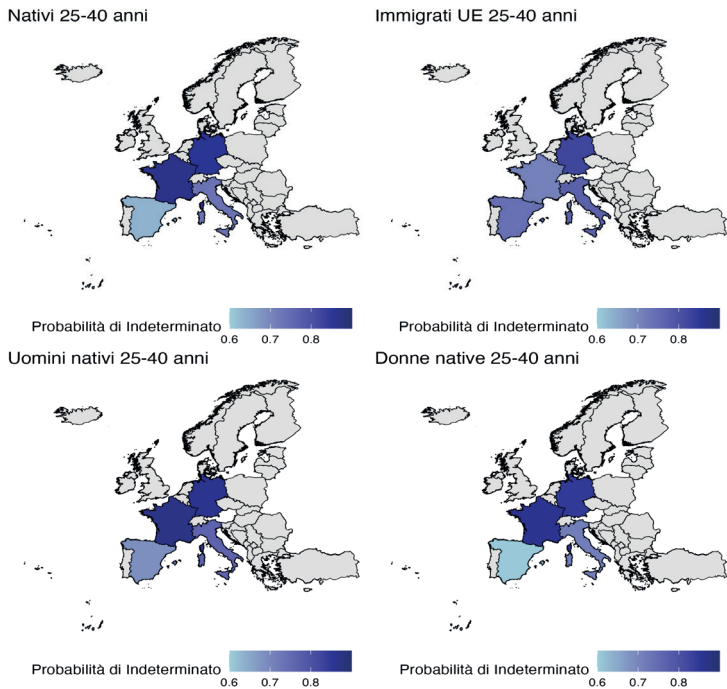 Nativi 25-40 anni
Immigrati UE 25-40 anni
Probabilità di Indeterminato
0.6 0.7 0.8
Probabilità di Indeterminato
0.6 0.7 0.8
Uomini nativi 25-40 anni
Donne native 25-40 anni
Probabilità di Indeterminato
0.6 0.7 0.8
Probabilità di Indeterminato
0.6 0.7 0.8